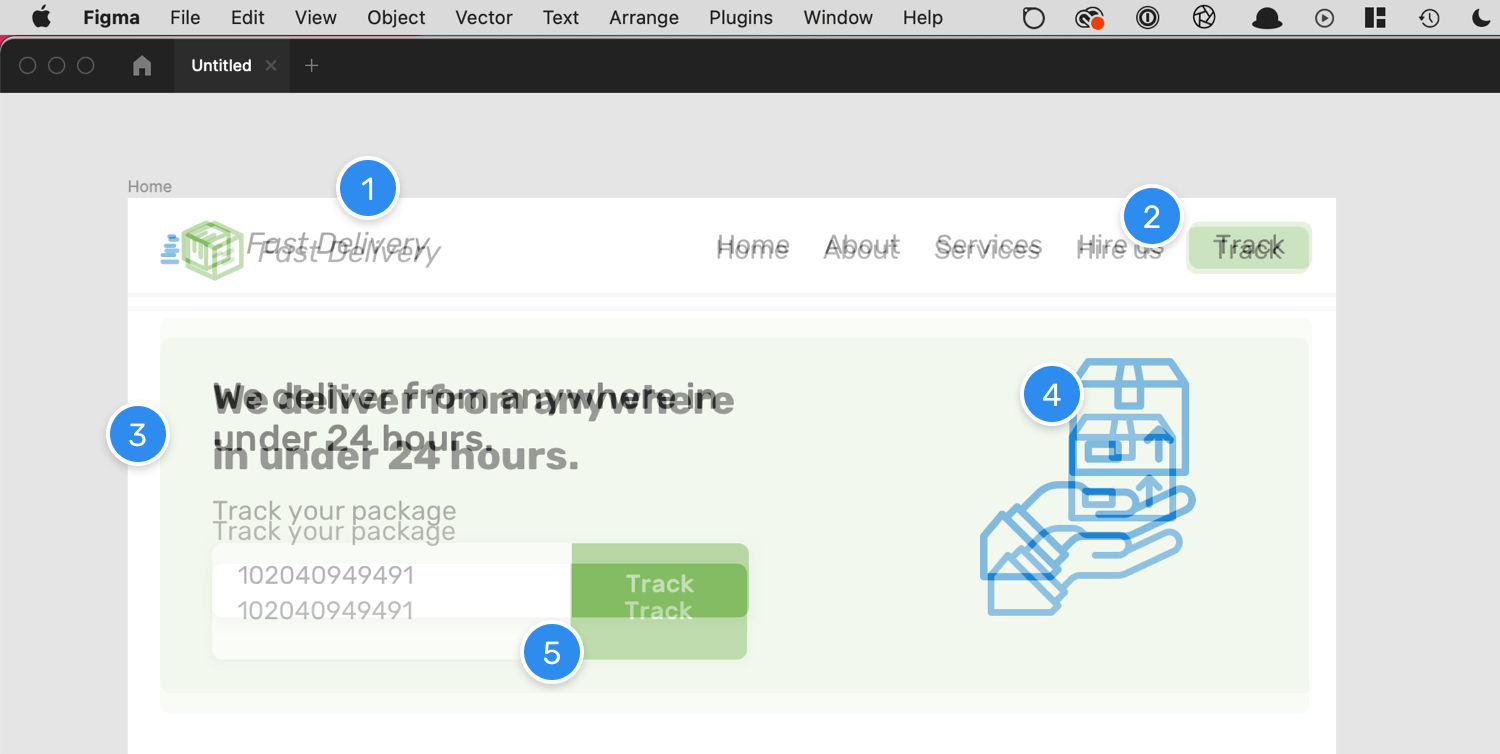 Figma File Edit View Object Vector Text Arrange Plugins Window Help
Untitled
Home
1
2
Fast Delivery Home About Services Hire us Track
Fast Delivery Home About Services Hire us Track
3
4
We deliver from anywhere in
We deliver from anywhere
under 24 hours.
in under 24 hours.
Track your package
Track your package
102040949491 Track
102040949491 Track
5